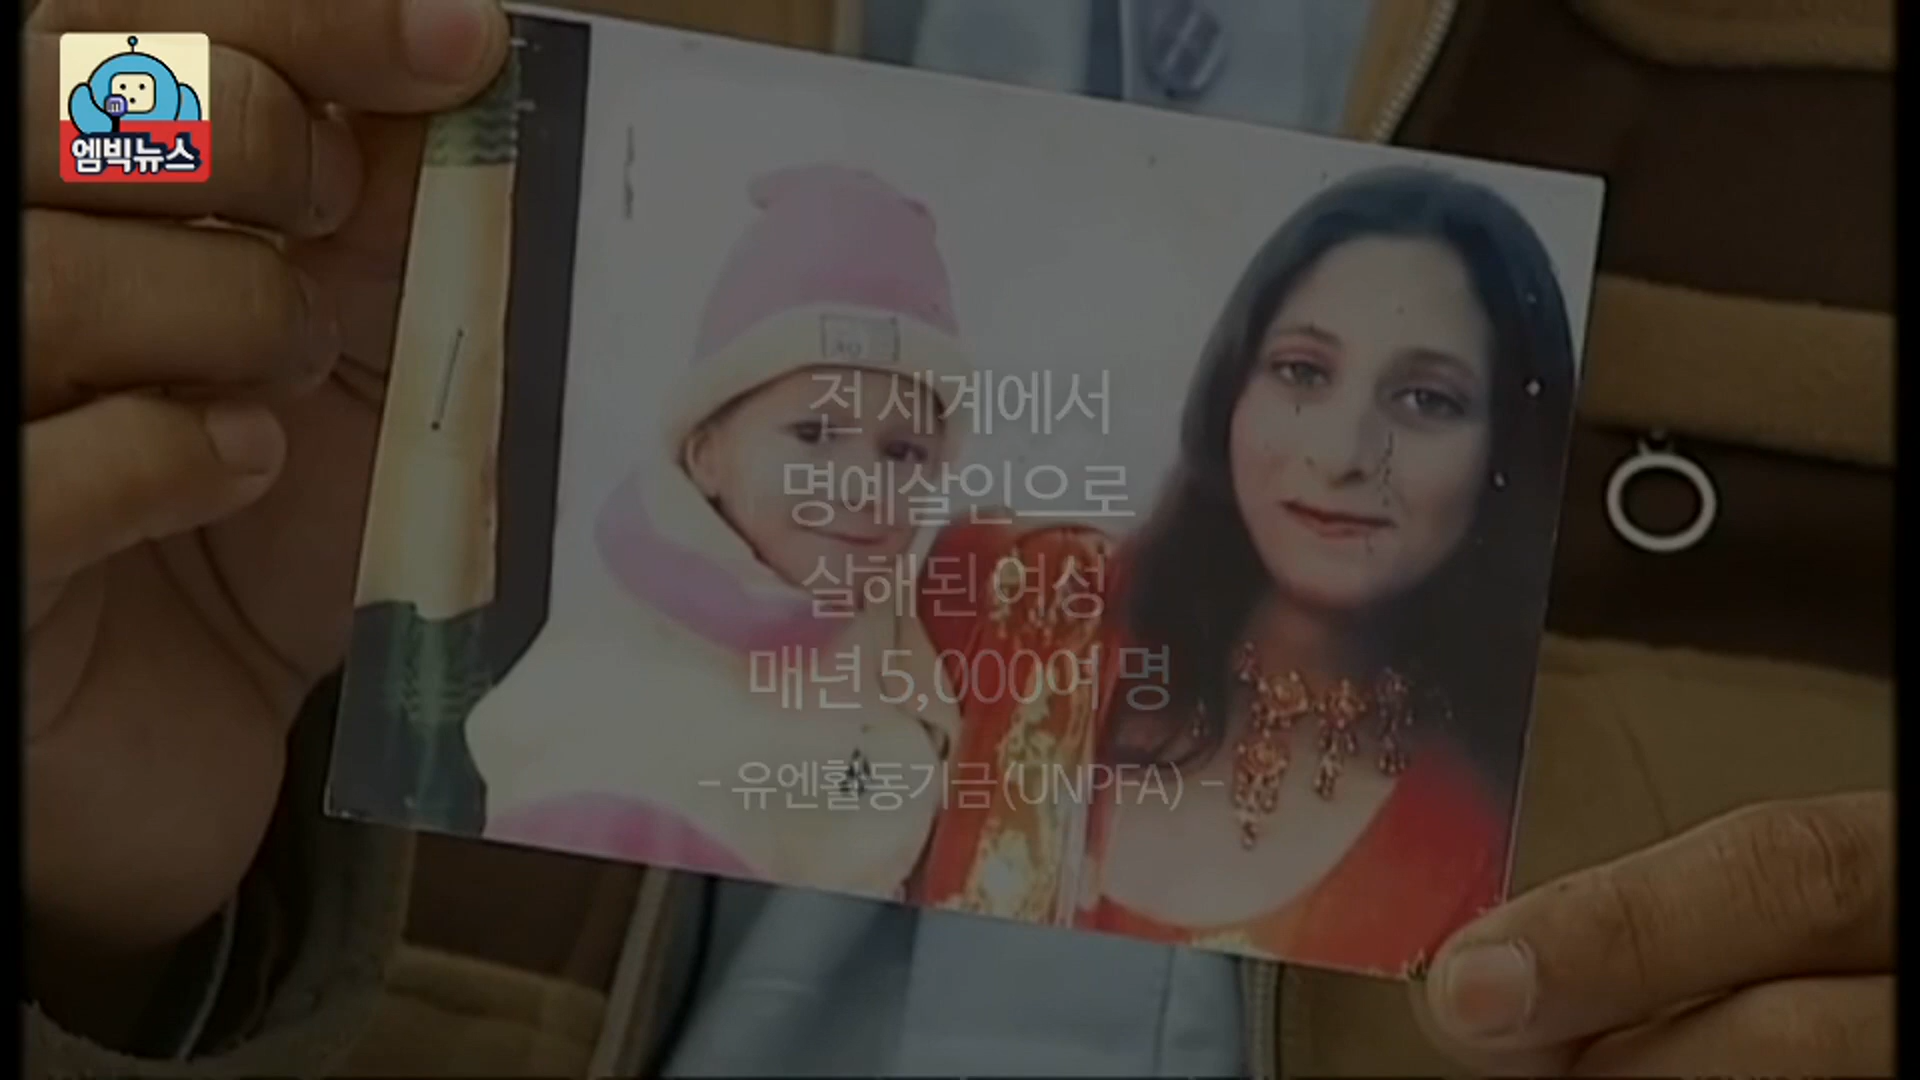 엠빅뉴스
전 세계에서
명예살인으로
살해된 여성
매년 5,000여 명
- 유엔활동기금(UNPFA) -